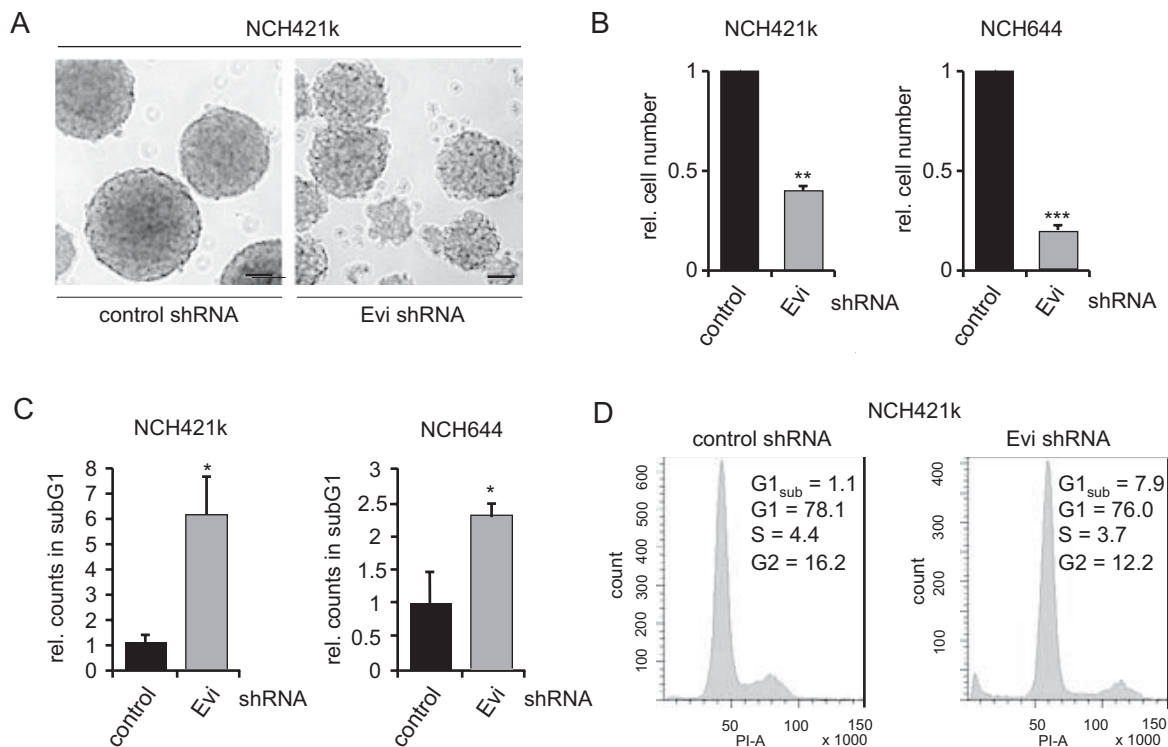 A
NCH421k
control shRNA
Evi shRNA
B
NCH421k
NCH644
rel. cell number
1
0.5
0
**
control
Evi
shRNA
rel. cell number
1
0.5
0
***
control
Evi
shRNA
C
NCH421k
NCH644
rel. counts in subG1
8
7
6
5
4
3
2
1
0
*
control
Evi
shRNA
rel. counts in subG1
3
2.5
2
1.5
1
0.5
0
*
control
Evi
shRNA
D
NCH421k
control shRNA
Evi shRNA
count
600
500
400
300
200
100
G1sub = 1.1
G1 = 78.1
S = 4.4
G2 = 16.2
50
100
150
PI-A
x 1000
count
400
300
200
100
G1sub = 7.9
G1 = 76.0
S = 3.7
G2 = 12.2
50
100
150
PI-A
x 1000